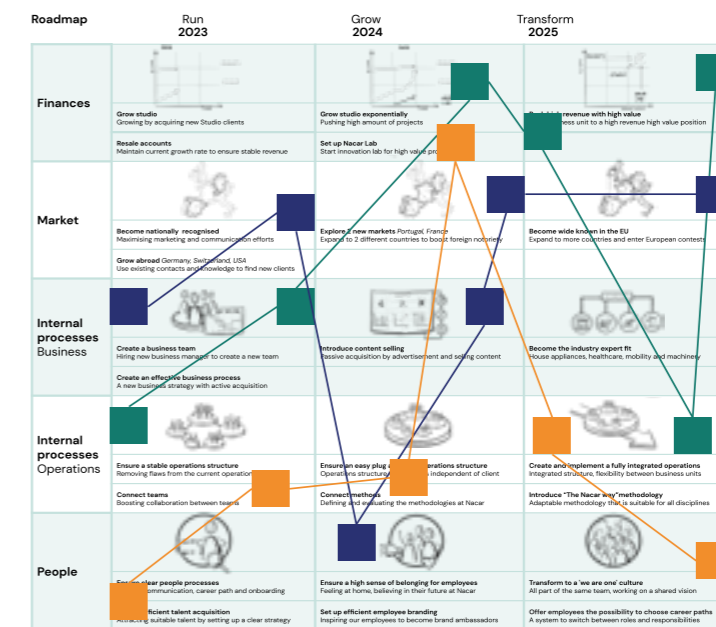 Roadmap
Run
2023
Grow
2024
Transform
2025
Finances
Grow studio
Growing by acquiring new Studio clients
Resale accounts
Maintain current growth rate to ensure stable revenue
Grow studio exponentially
Pushing high amount of projects
Set up Nacar Lab
Start innovation lab for high value
revenue with high value
unit to a high revenue high value position
Market
Become nationally recognised
Maximising marketing and communication efforts
Grow abroad Germany, Switzerland, USA
Use existing contacts and knowledge to find new clients
Explore 2 new markets Portugal, France
Expand to 2 different countries to boost foreign notoriety
Become wide known in the EU
Expand to more countries and enter European contests
Internal
processes
Business
Create a business team
Hiring new business manager to create a new team
Create an effective business process
A new business strategy with active acquisition
Introduce content selling
Passive acquisition by advertisement and selling content
Become the industry expert fit
House appliances, healthcare, mobility and machinery
Internal
processes
Operations
Ensure a stable operations structure
Removing flaws from the current
Connect teams
Boosting collaboration between teams
Ensure an easy plug operations structure
Operations independent of client
Connect methods
Defining and evaluating the methodologies at Nacar
Create and implement a fully integrated operations
Integrated structure, flexibility between business units
Introduce "The Nacar way" methodology
Adaptable methodology that is suitable for all disciplines
People
Ensure clear people processes
communication, career path and onboarding
efficient talent acquisition
Attracting suitable talent by setting up a clear strategy
Ensure a high sense of belonging for employees
Feeling at home, believing in their future at Nacar
Set up efficient employee branding
Inspiring our employees to become brand ambassadors
Transform to a 'we are one' culture
All part of the same team, working on a shared vision
Offer employees the possibility to choose career paths
A system to switch between roles and responsibilities